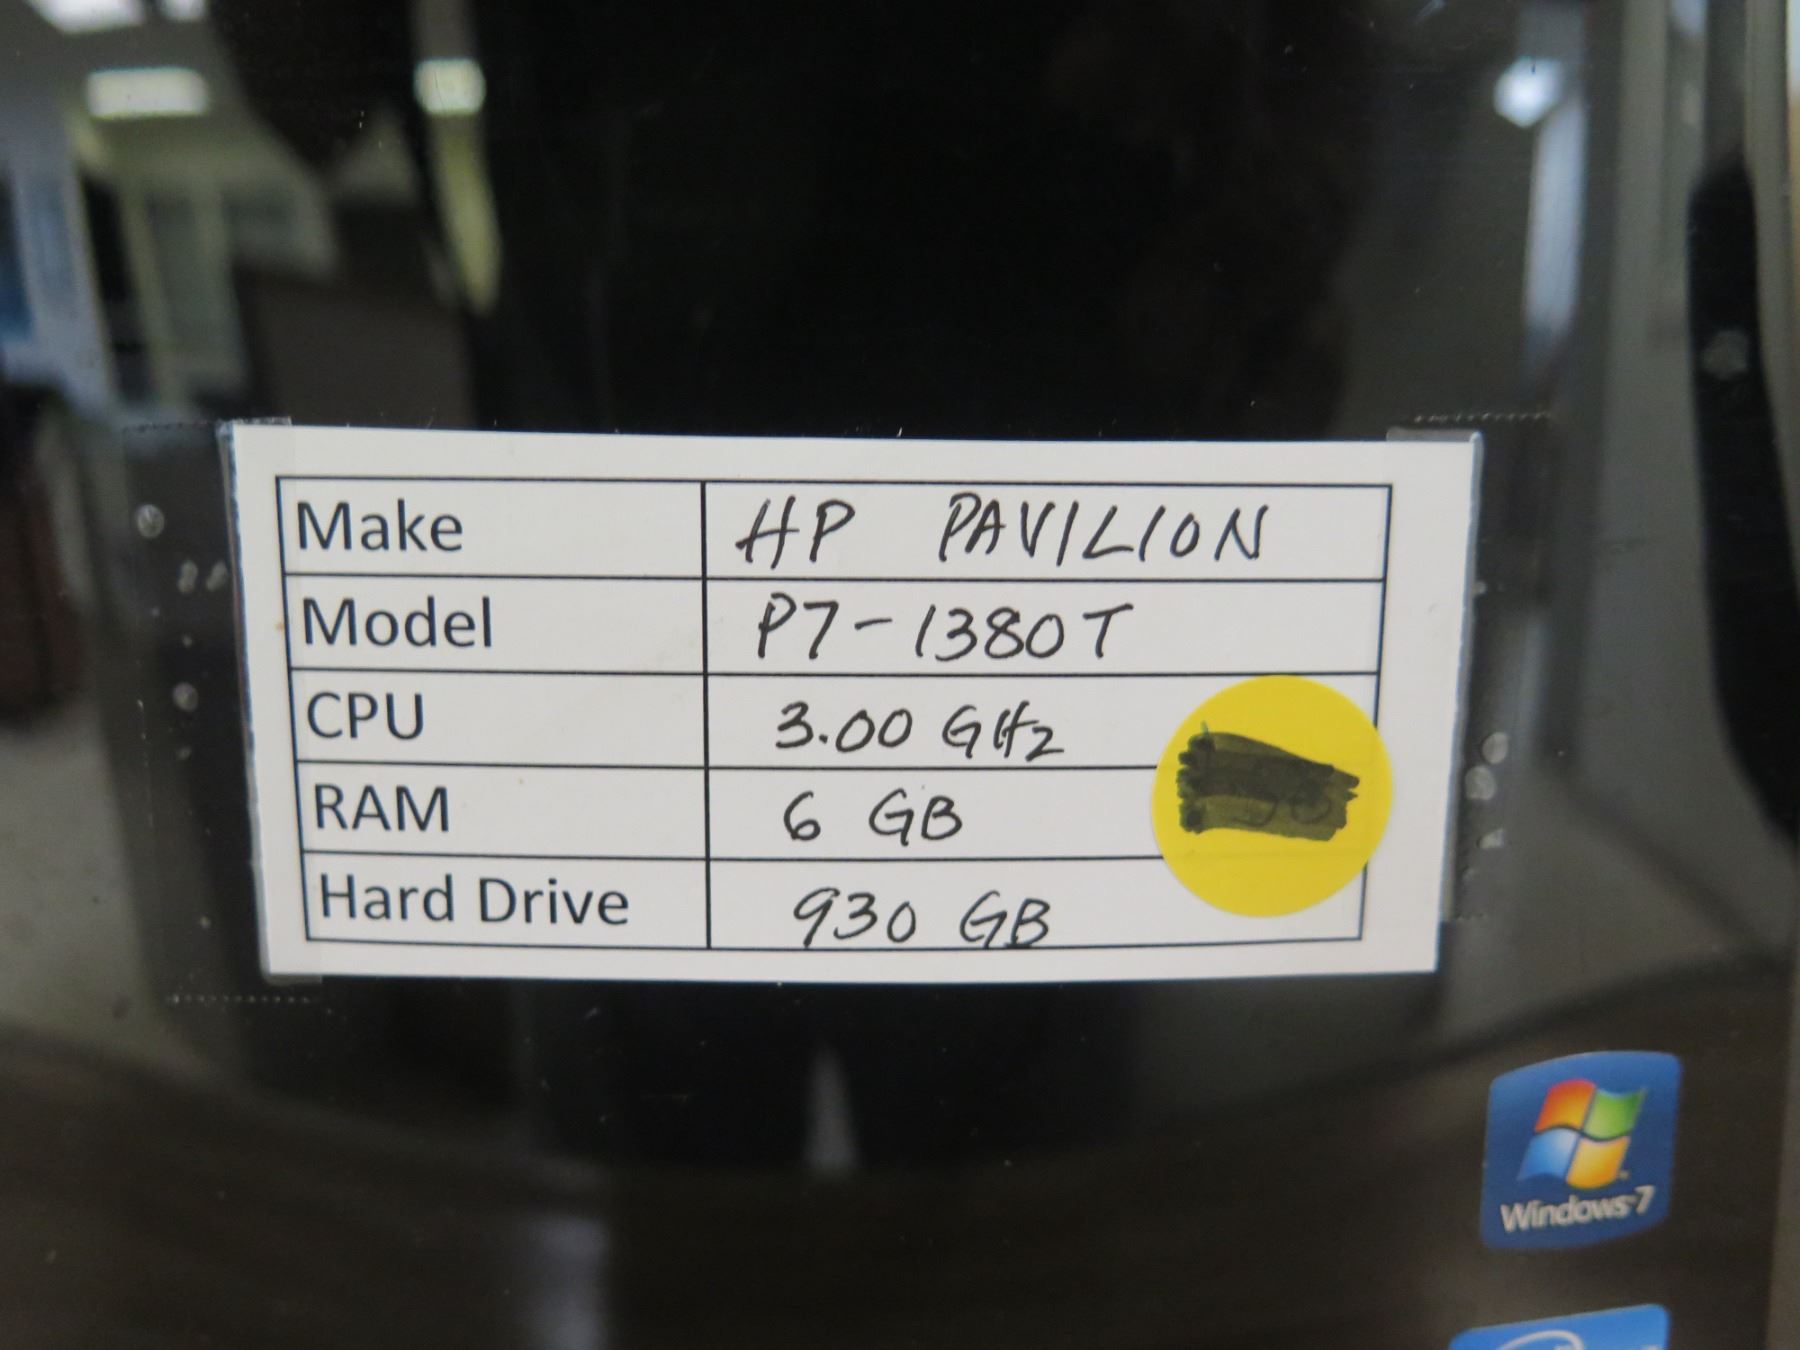 Make HP PAVILION
Model P7-1380T
CPU 3.00 GHz
RAM 6 GB
Hard Drive 930 GB
Windows 7